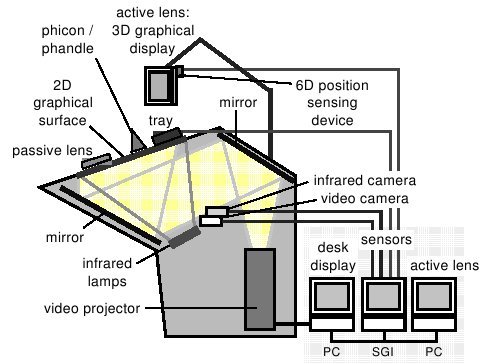 active lens:
3D graphical
display
phicon /
phandle
2D
graphical
surface
6D position
sensing
device
mirror
tray
passive lens
infrared camera
video camera
mirror
sensors
desk
display
active lens
infrared
lamps
video projector
PC
SGI
PC